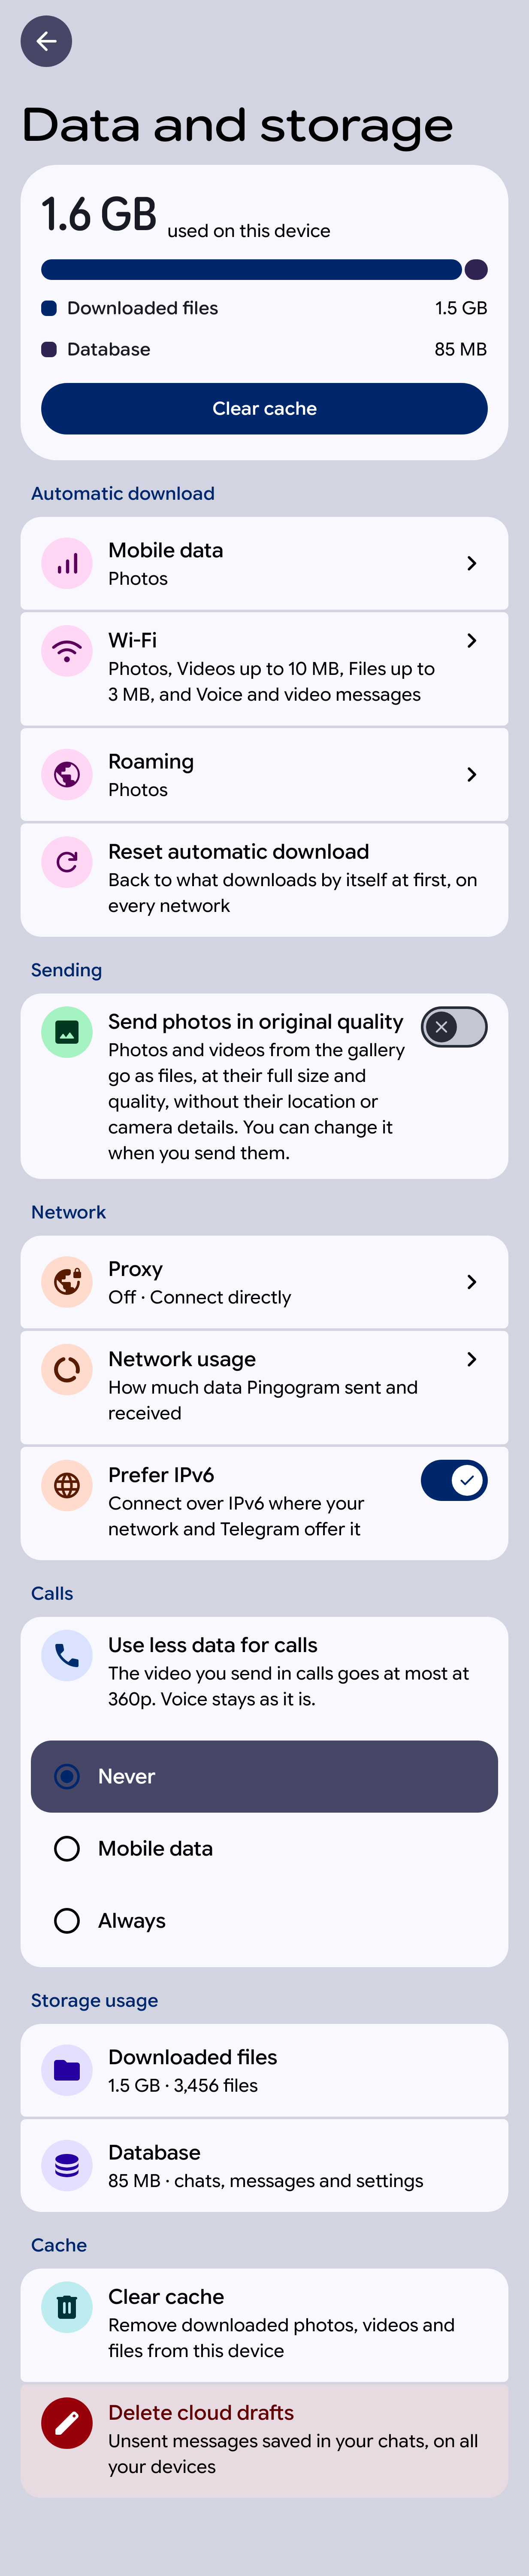 Data and storage
1.6 GB used on this device
Downloaded files 1.5 GB
Database 85 MB
Clear cache
Automatic download
Mobile data
Photos
Wi-Fi
Photos, Videos up to 10 MB, Files up to
3 MB, and Voice and video messages
Roaming
Photos
Reset automatic download
Back to what downloads by itself at first, on
every network
Sending
Send photos in original quality
Photos and videos from the gallery
go as files, at their full size and
quality, without their location or
camera details. You can change it
when you send them.
Network
Proxy
Off · Connect directly
Network usage
How much data Pingogram sent and
received
Prefer IPv6
Connect over IPv6 where your
network and Telegram offer it
Calls
Use less data for calls
The video you send in calls goes at most at
360p. Voice stays as it is.
Never
Mobile data
Always
Storage usage
Downloaded files
1.5 GB · 3,456 files
Database
85 MB · chats, messages and settings
Cache
Clear cache
Remove downloaded photos, videos and
files from this device
Delete cloud drafts
Unsent messages saved in your chats, on all
your devices